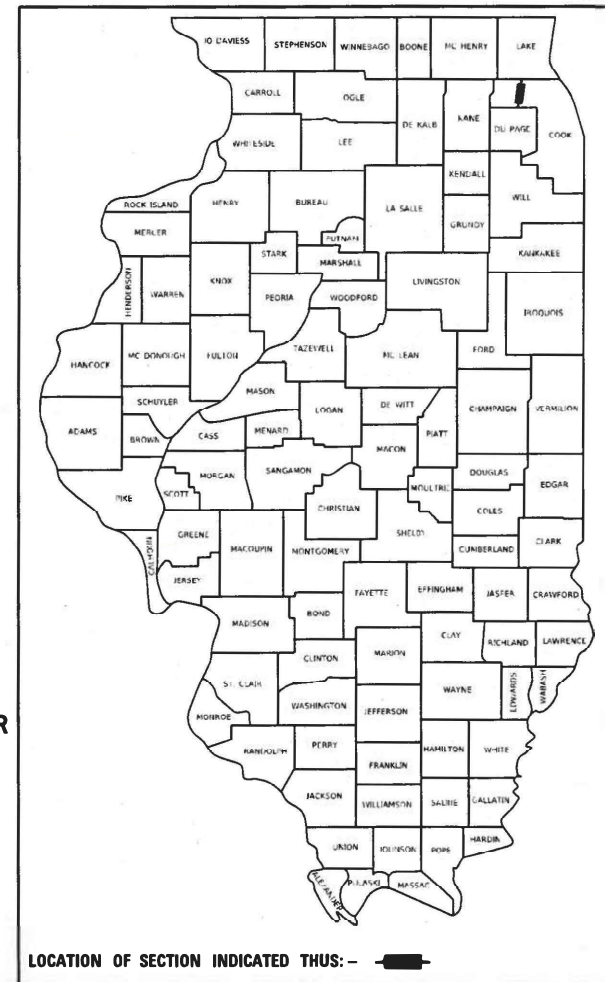 JO DAVIESS STEPHENSON WINNEBAGO BOONE MC HENRY LAKE
CARROLL OGLE DE KALB KANE DU PAGE COOK
WHITESIDE LEE KENDALL WILL
ROCK ISLAND HENRY BUREAU LA SALLE GRUNDY
MERCER STARK PUTNAM KANKAKEE
HENDERSON WARREN KNOX MARSHALL LIVINGSTON
PEORIA WOODFORD IROQUOIS
HANCOCK MC DONOUGH FULTON TAZEWELL MC LEAN FORD
SCHUYLER MASON LOGAN DE WITT CHAMPAIGN VERMILION
ADAMS BROWN CASS MENARD MACON PIATT
PIKE SCOTT MORGAN SANGAMON MOULTRIE DOUGLAS EDGAR
CALHOUN GREENE CHRISTIAN COLES
MACOUPIN MONTGOMERY SHELBY CUMBERLAND CLARK
JERSEY FAYETTE EFFINGHAM JASPER CRAWFORD
MADISON BOND CLAY RICHLAND LAWRENCE
CLINTON MARION
ST. CLAIR WASHINGTON JEFFERSON WAYNE EDWARDS WABASH
R
MONROE
RANDOLPH PERRY FRANKLIN HAMILTON WHITE
JACKSON WILLIAMSON SALINE GALLATIN
UNION JOHNSON POPE HARDIN
ALEXANDER PULASKI MASSAC
LOCATION OF SECTION INDICATED THUS: -